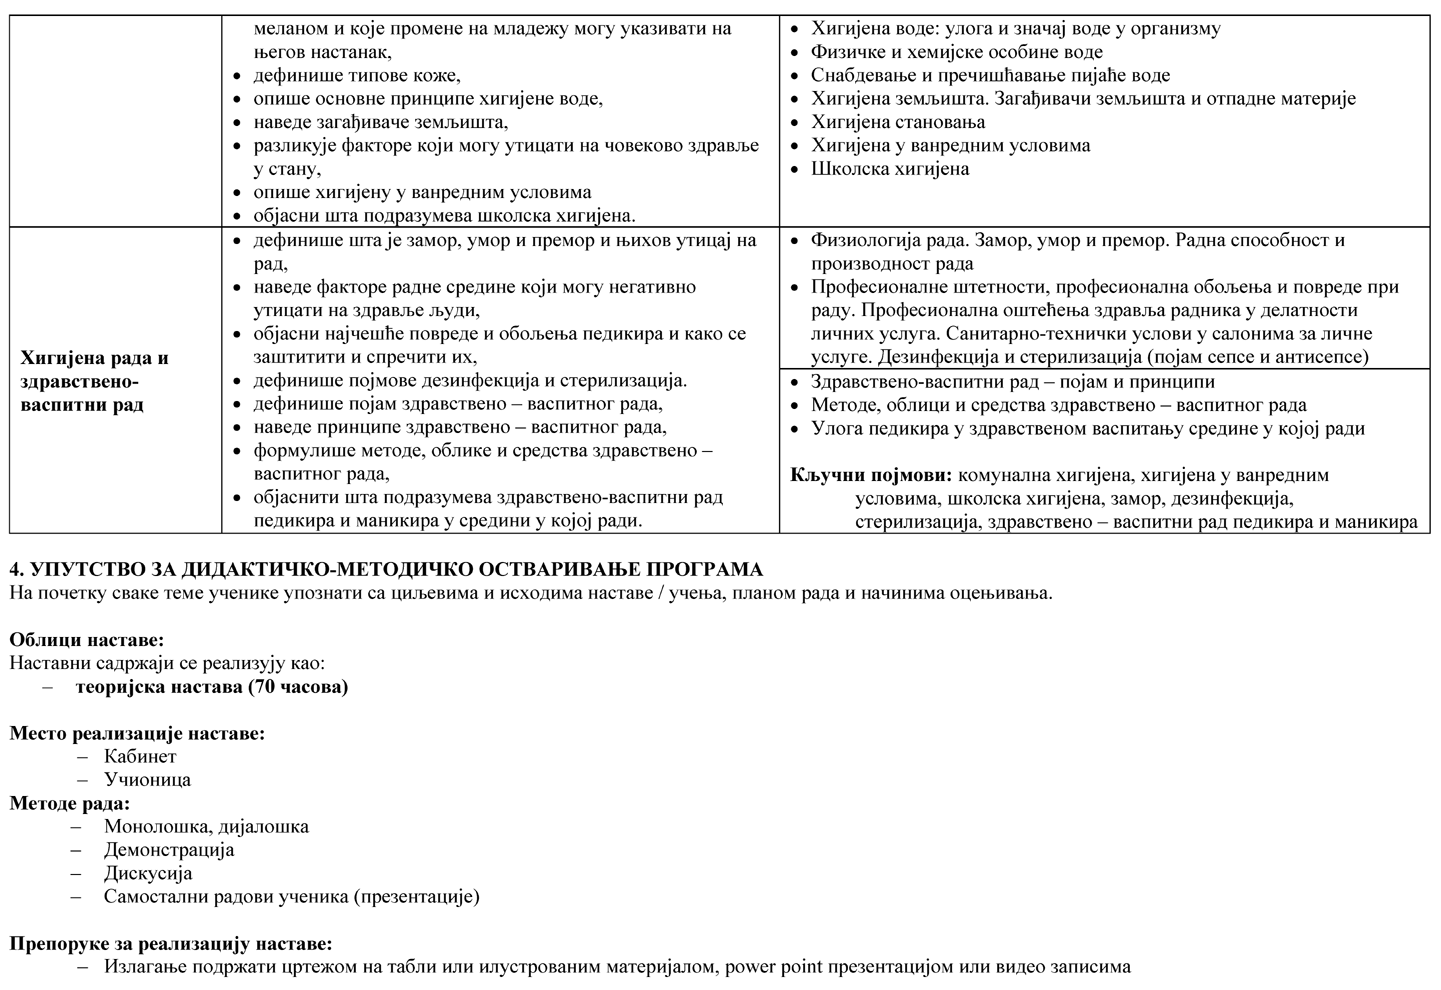 меланом и које промене на младежу могу указивати на
његов настанак,
• дефинише типове коже,
• опише основне принципе хигијене воде,
• наведе загађиваче земљишта,
• разликује факторе који могу утицати на човеково здравље
у стану,
• опише хигијену у ванредним условима
• објасни шта подразумева школска хигијена.
• Хигијена воде: улога и значај воде у организму
• Физичке и хемијске особине воде
• Снабдевање и пречишћавање пијаће воде
• Хигијена земљишта. Загађивачи земљишта и отпадне материје
• Хигијена становања
• Хигијена у ванредним условима
• Школска хигијена
Хигијена рада и
здравствено-
васпитни рад
• дефинише шта је замор, умор и премор и њихов утицај на
рад,
• наведе факторе радне средине који могу негативно
утицати на здравље људи,
• објасни најчешће повреде и обољења педикира и како се
заштитити и спречити их,
• дефинише појмове дезинфекција и стерилизација.
• дефинише појам здравствено – васпитног рада,
• наведе принципе здравствено – васпитног рада,
• формулише методе, облике и средства здравствено –
васпитног рада,
• објаснити шта подразумева здравствено-васпитни рад
педикира и маникира у средини у којој ради.
• Физиологија рада. Замор, умор и премор. Радна способност и
производност рада
• Професионалне штетности, професионална обољења и повреде при
раду. Професионална оштећења здравља радника у делатности
личних услуга. Санитарно-технички услови у салонима за личне
услуге. Дезинфекција и стерилизација (појам сепсе и антисепсе)
• Здравствено-васпитни рад – појам и принципи
• Методе, облици и средства здравствено – васпитног рада
• Улога педикира у здравственом васпитању средине у којој ради
Кључни појмови: комунална хигијена, хигијена у ванредним
условима, школска хигијена, замор, дезинфекција,
стерилизација, здравствено – васпитни рад педикира и маникира
4. УПУТСТВО ЗА ДИДАКТИЧКО-МЕТОДИЧКО ОСТВАРИВАЊЕ ПРОГРАМА
На почетку сваке теме ученике упознати са циљевима и исходима наставе / учења, планом рада и начинима оцењивања.
Облици наставе:
Наставни садржаји се реализују као:
– теоријска настава (70 часова)
Место реализације наставе:
– Кабинет
– Учионица
Методе рада:
– Монолошка, дијалошка
– Демонстрација
– Дискусија
– Самостални радови ученика (презентације)
Препоруке за реализацију наставе:
– Излагање подржати цртежом на табли или илустрованим материјалом, power point презентацијом или видео записима